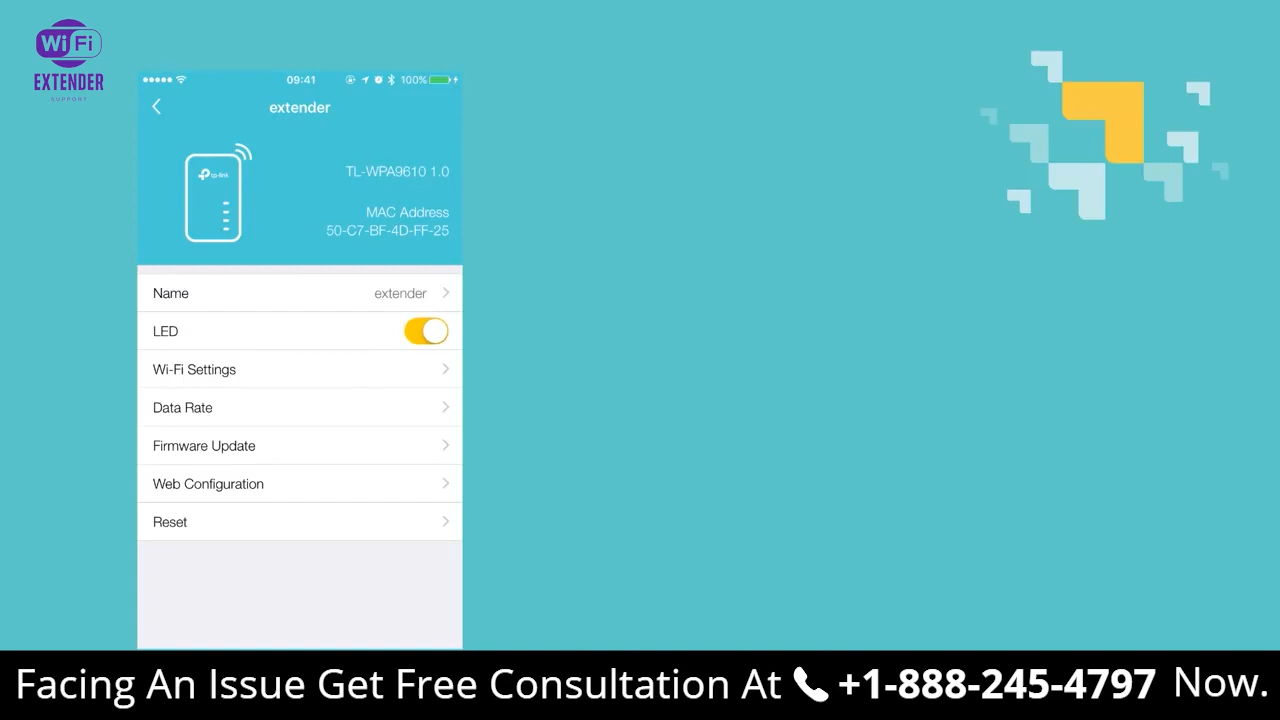 WiFi
EXTENDER
SUPPORT
09:41
100%
extender
tp-link
TL-WPA9610 1.0
MAC Address
50-C7-BF-4D-FF-25
Name extender
LED
Wi-Fi Settings
Data Rate
Firmware Update
Web Configuration
Reset
Facing An Issue Get Free Consultation At +1-888-245-4797 Now.